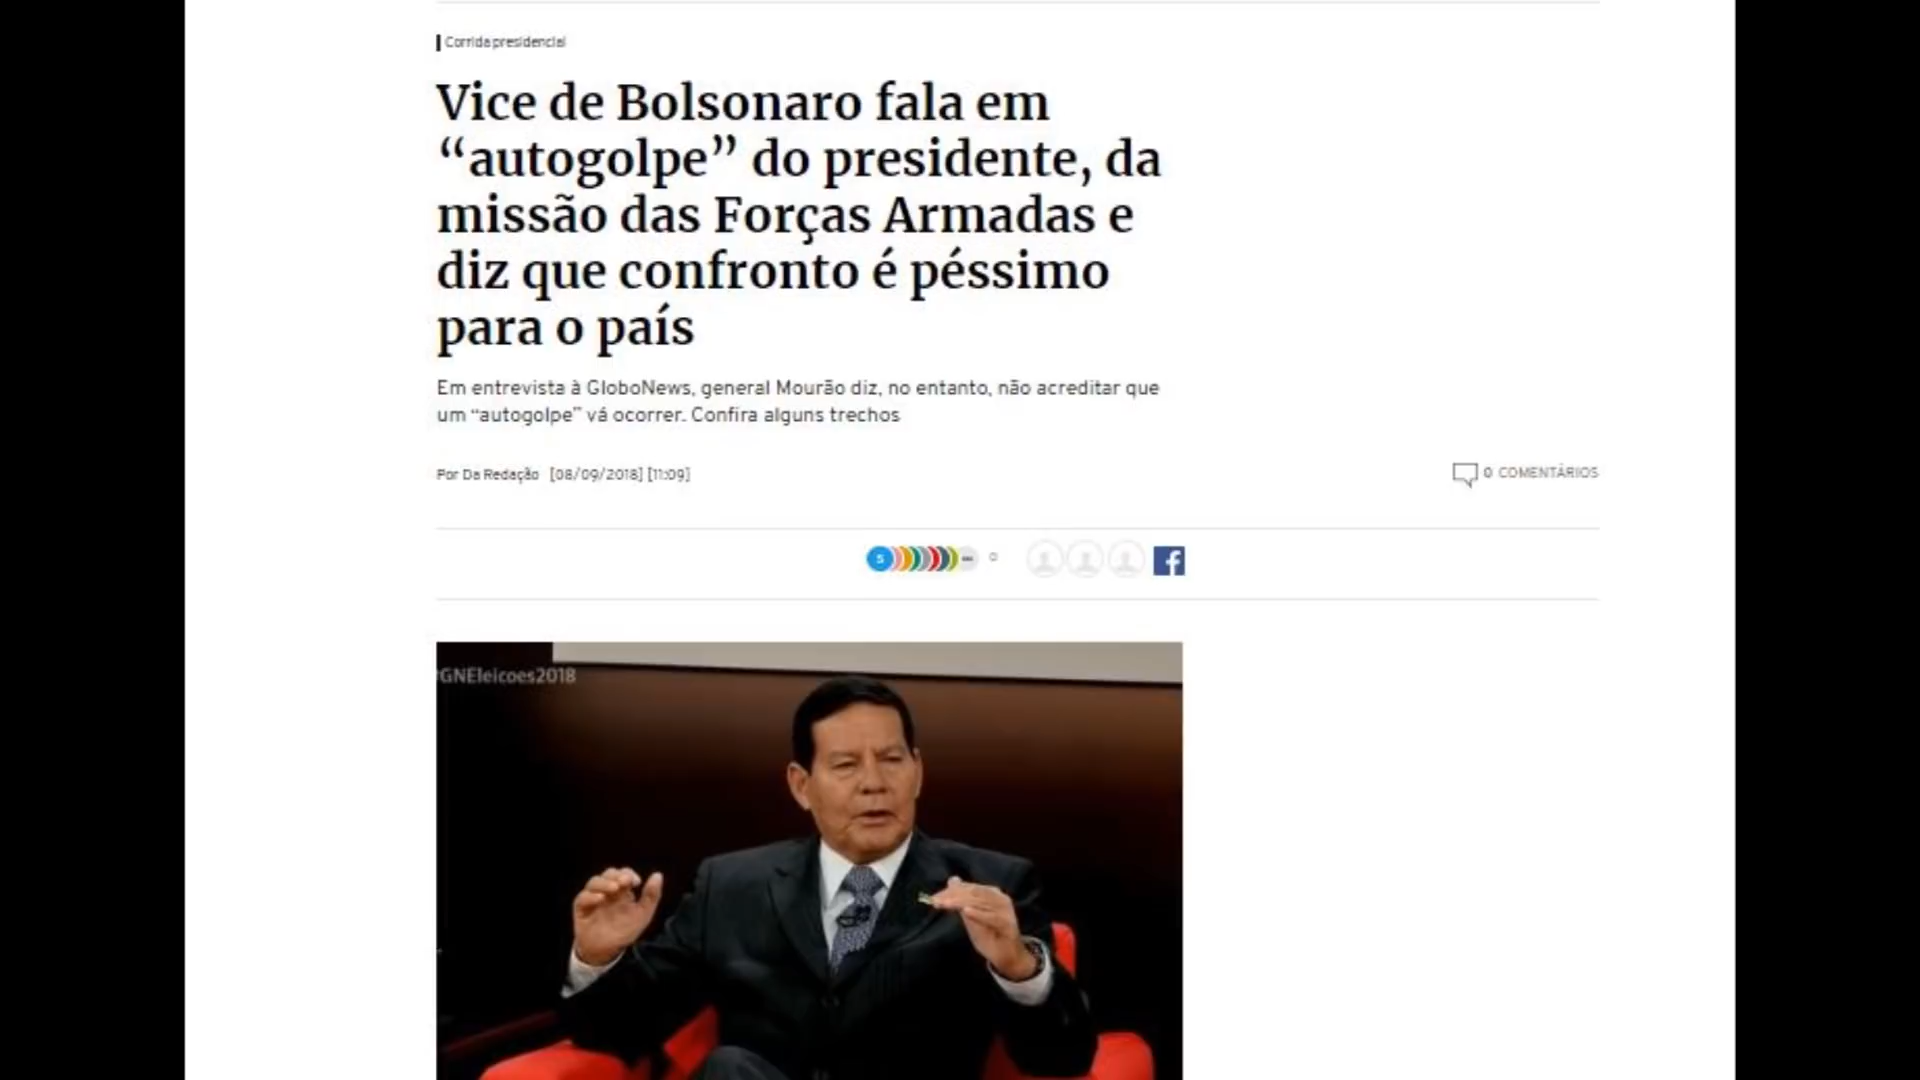 Corrida presidencial
Vice de Bolsonaro fala em
“autogolpe” do presidente, da
missão das Forças Armadas e
diz que confronto é péssimo
para o país
Em entrevista à GloboNews, general Mourão diz, no entanto, não acreditar que
um “autogolpe” vá ocorrer. Confira alguns trechos
Por Da Redação [08/09/2018] [11:09]
0 COMENTÁRIOS
S 0
#GNEleicoes2018